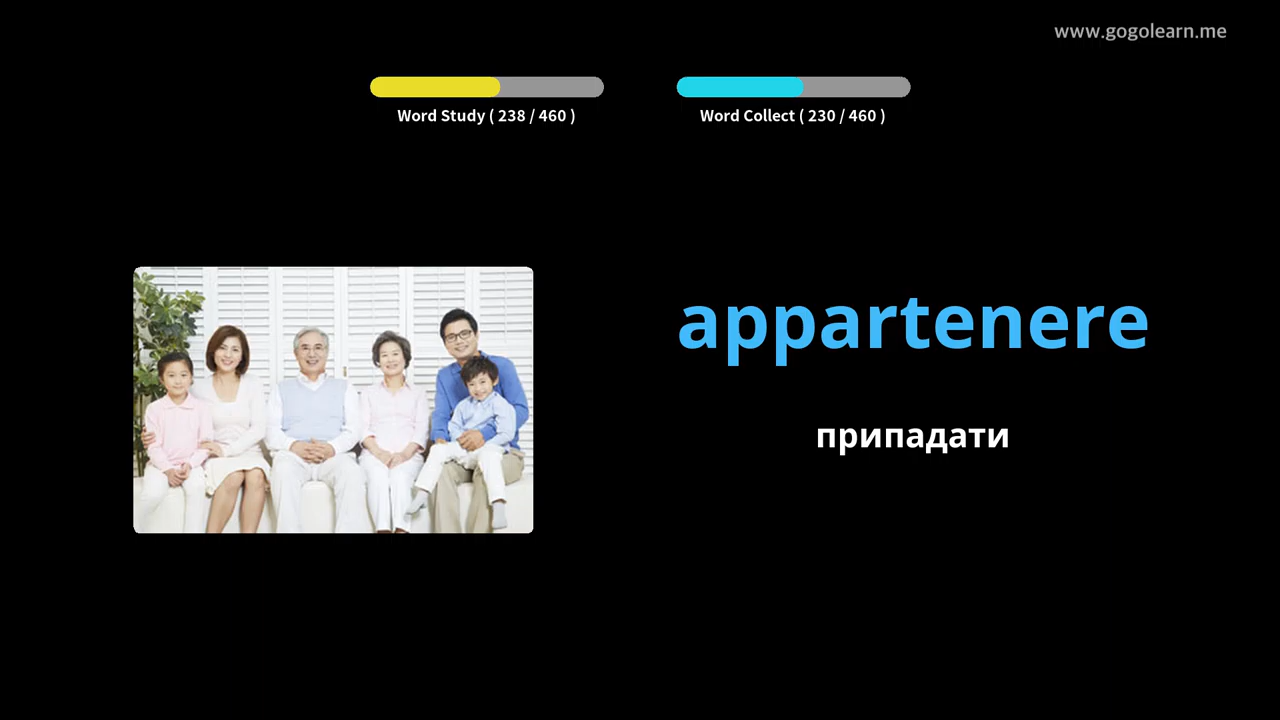 www.gogolearn.me
Word Study ( 238 / 460 )
Word Collect ( 230 / 460 )
appartenere
припадати